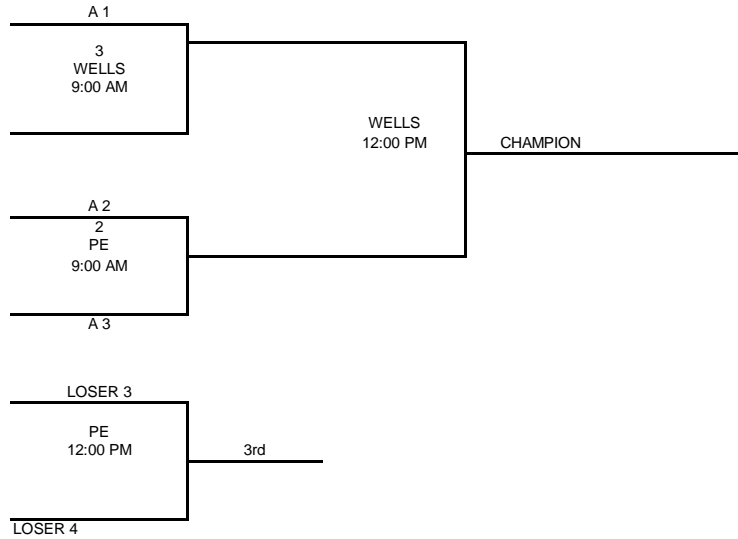 A 1
3
WELLS
9:00 AM
WELLS
12:00 PM
CHAMPION
A 2
2
PE
9:00 AM
A 3
LOSER 3
PE
12:00 PM
3rd
LOSER 4